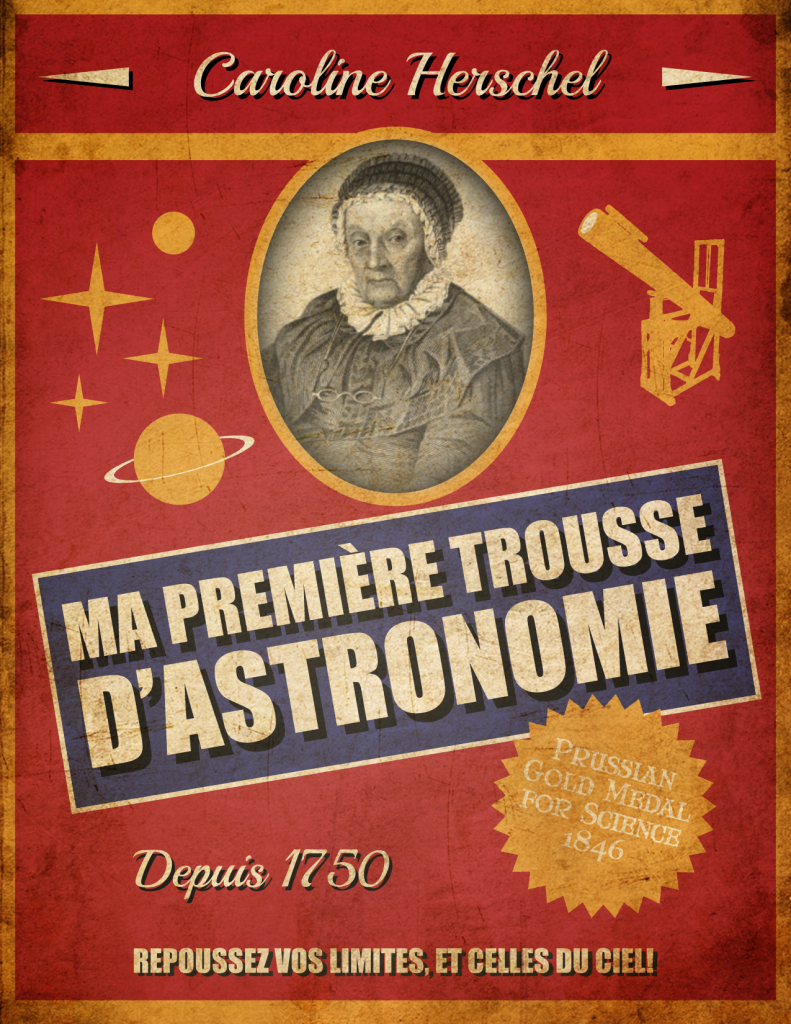 Caroline Herschel
MA PREMIÈRE TROUSSE
D'ASTRONOMIE
PRUSSIAN
GOLD MEDAL
FOR SCIENCE
1846
Depuis 1750
REPOUSSEZ VOS LIMITES, ET CELLES DU CIEL!